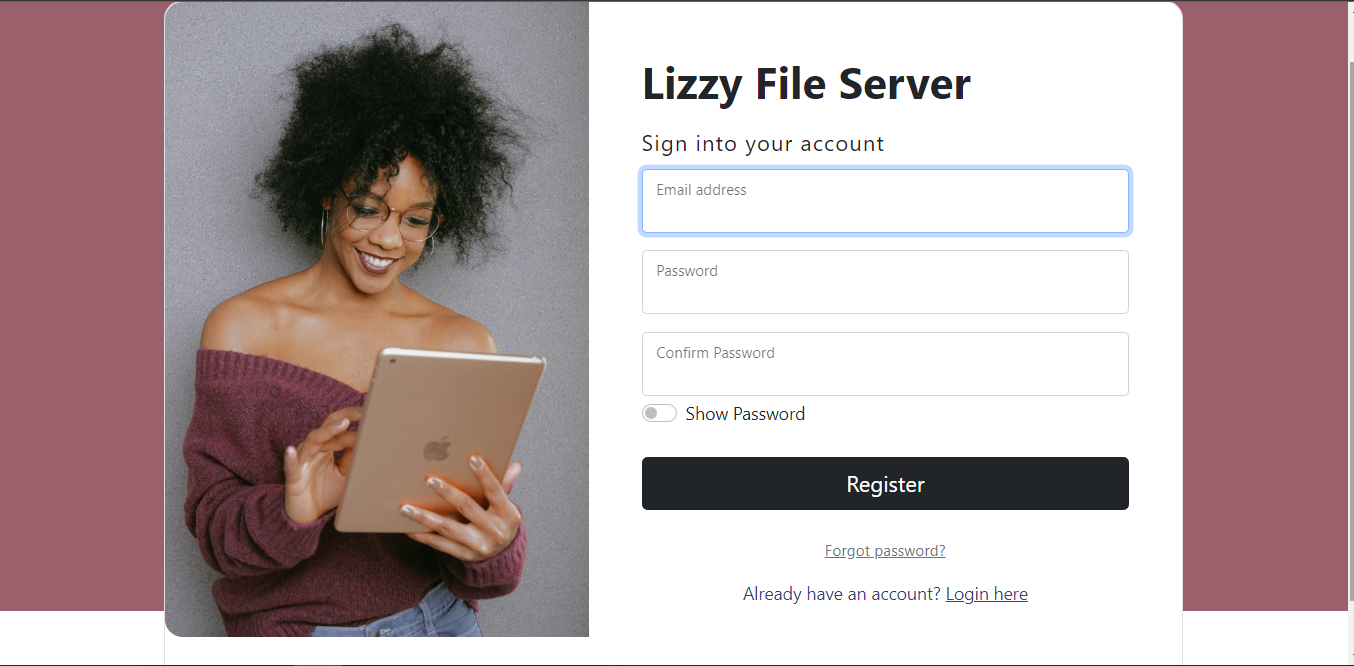 Lizzy File Server
Sign into your account
Email address
Password
Confirm Password
Show Password
Register
Forgot password?
Already have an account? Login here